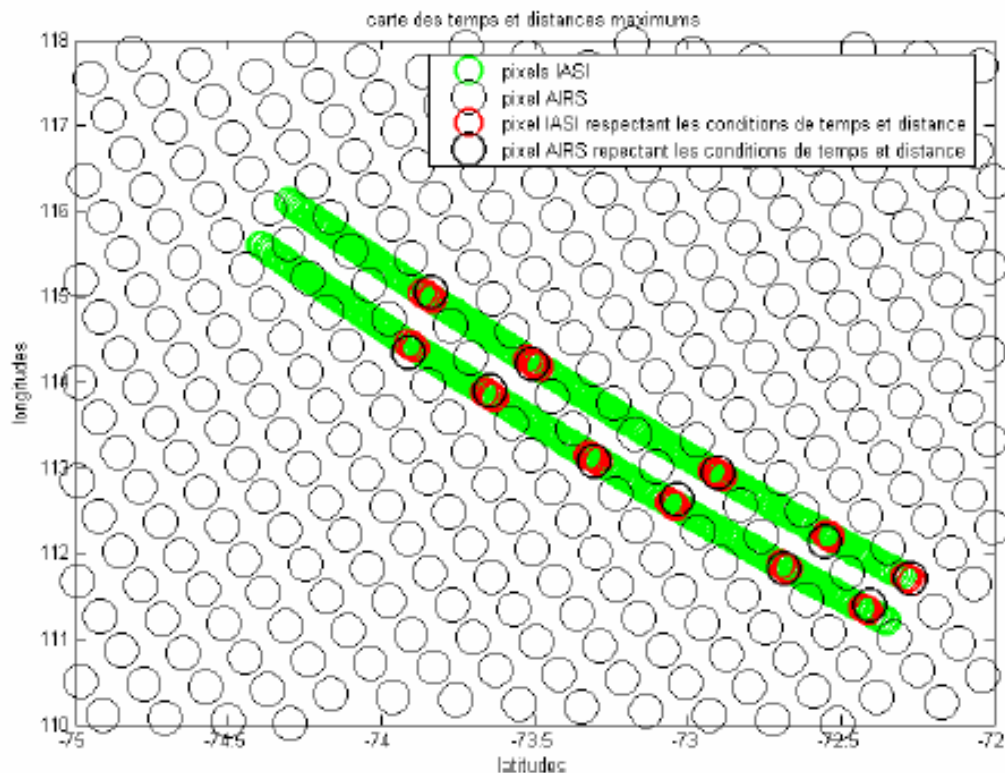 carte des temps et distances maximums
118
117
116
115
114
113
112
111
110
longitudes
pixels IASI
pixel AIRS
pixel IASI respectant les conditions de temps et distance
pixel AIRS repectant les conditions de temps et distance
-75 -74.5 -74 -73.5 -73 -72.5 -72
latitudes